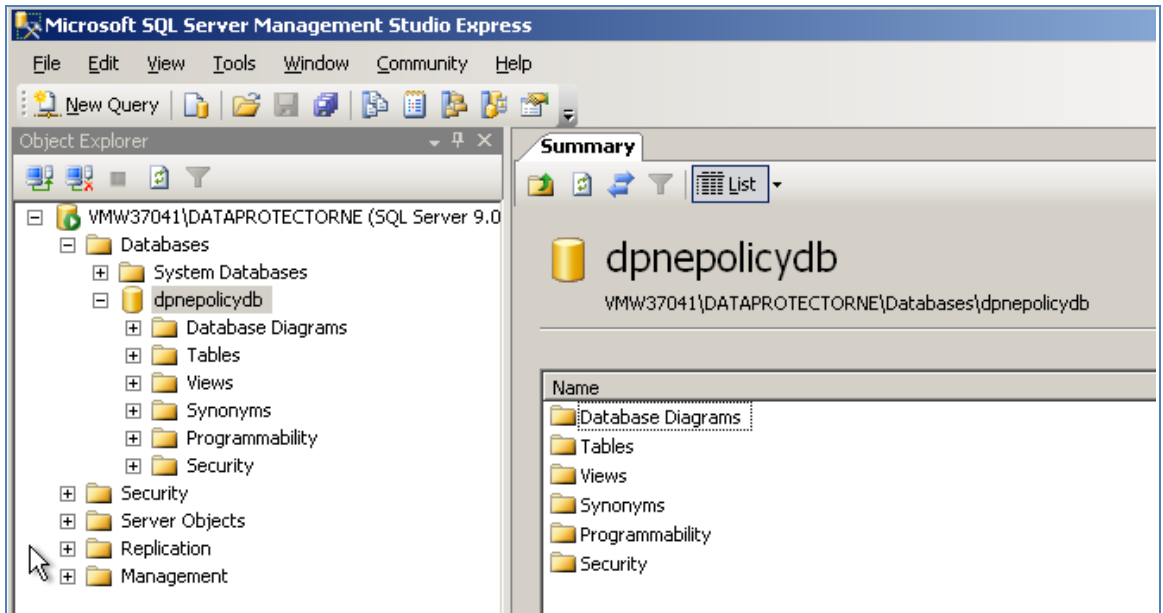 Microsoft SQL Server Management Studio Express
File Edit View Tools Window Community Help
New Query
Object Explorer
VMW37041\DATAPROTECTORNE (SQL Server 9.0
Databases
System Databases
dpnepolicydb
Database Diagrams
Tables
Views
Synonyms
Programmability
Security
Security
Server Objects
Replication
Management
Summary
List
dpnepolicydb
VMW37041\DATAPROTECTORNE\Databases\dpnepolicydb
Name
Database Diagrams
Tables
Views
Synonyms
Programmability
Security